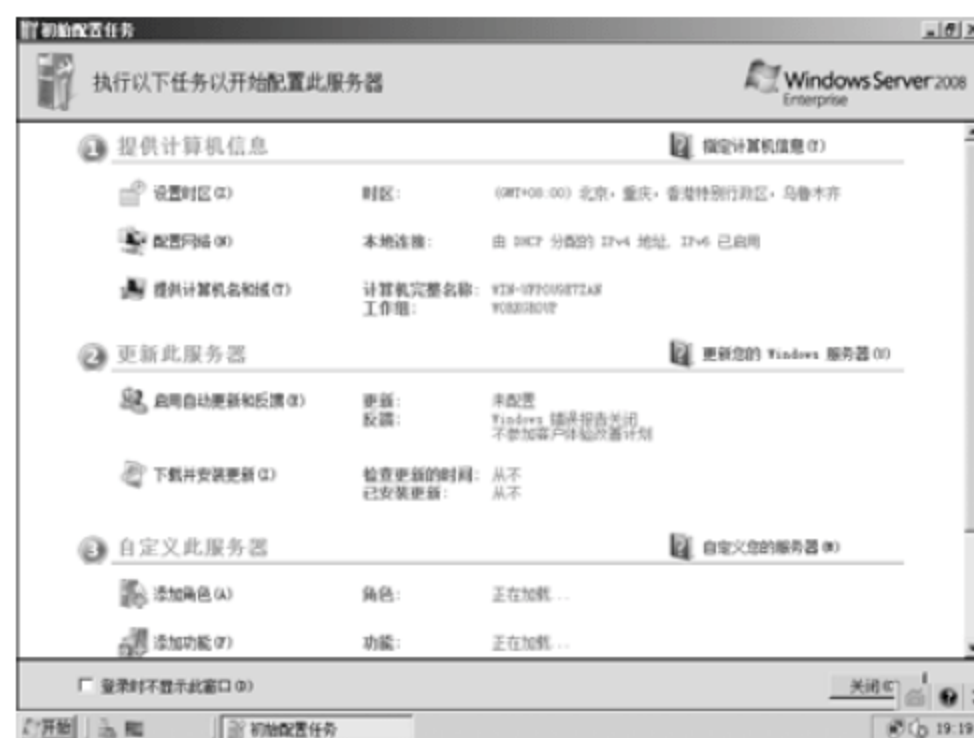 初始配置任务
执行以下任务以开始配置此服务器
Windows Server 2008
Enterprise
1 提供计算机信息 指定计算机信息
设置时区(Z) 时区: (GMT+08:00) 北京，重庆，香港特别行政区，乌鲁木齐
配置网络 本地连接: 由 DHCP 分配的 IPv4 地址, IPv6 已启用
提供计算机名和域 计算机完整名称:
工作组: WORKGROUP
2 更新此服务器 更新您的 Windows 服务器
启用自动更新和反馈 更新: 未配置
反馈: Windows 错误报告关闭
不参加客户体验改善计划
下载并安装更新(I) 检查更新的时间: 从不
已安装更新: 从不
3 自定义此服务器 自定义您的服务器
添加角色(A) 角色: 正在加载...
添加功能(F) 功能: 正在加载...
登录时不显示此窗口(D)
关闭(C
开始 初始配置任务 19:19